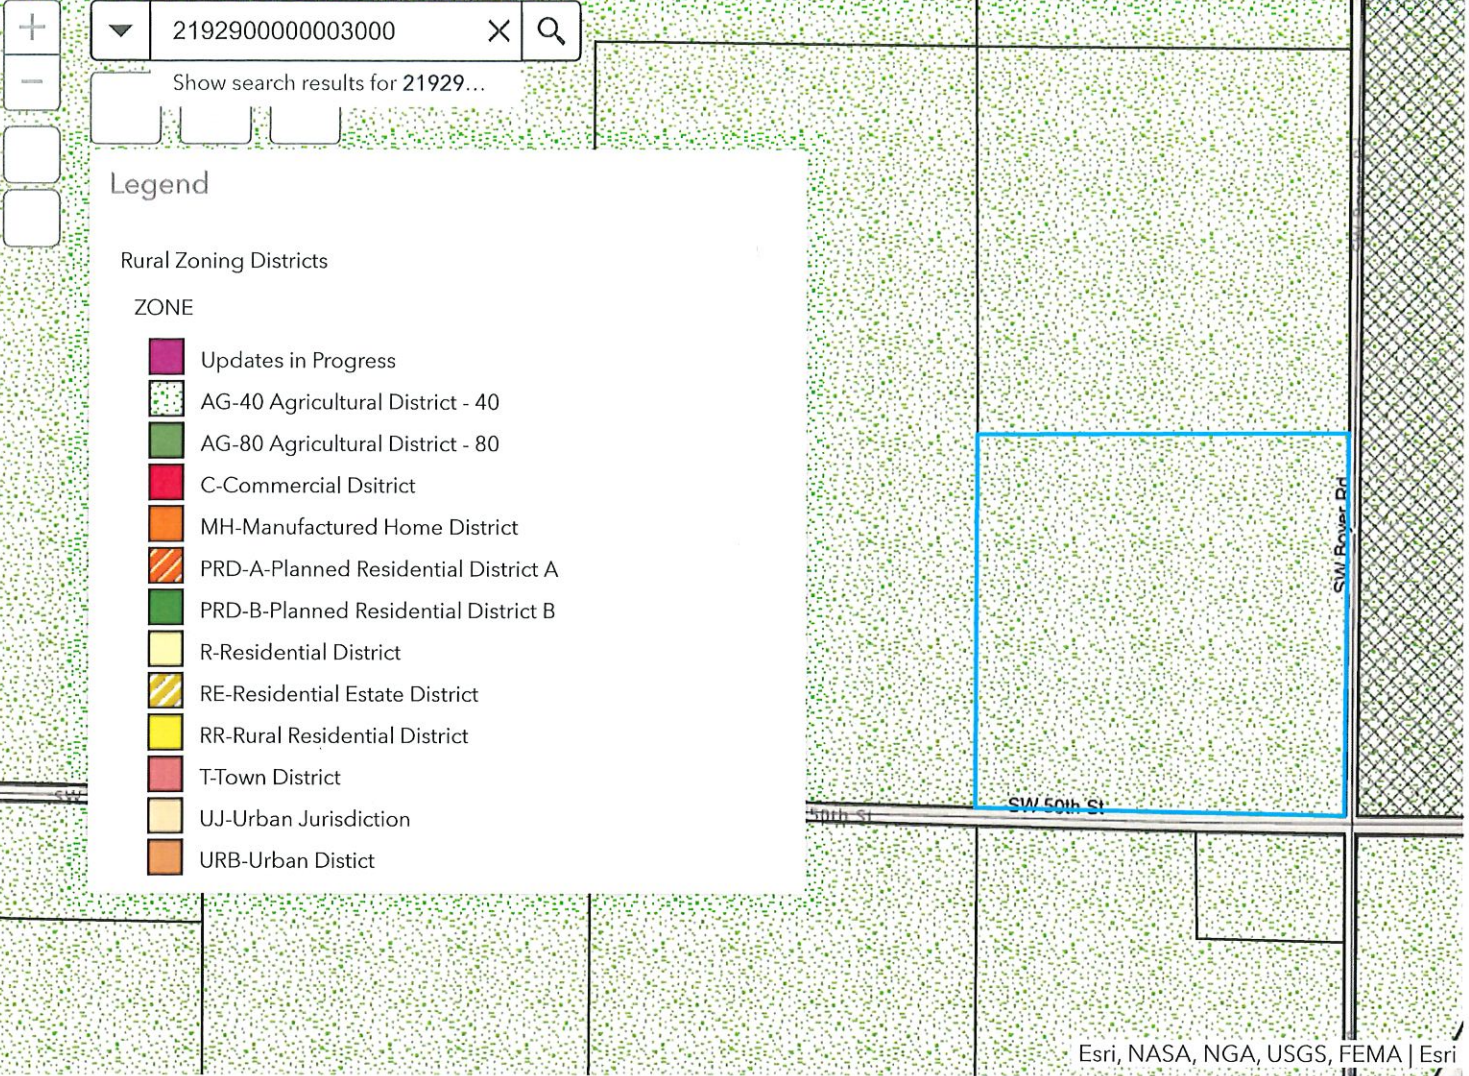 2192900000003000
Show search results for 21929...
Legend
Rural Zoning Districts
ZONE
Updates in Progress
AG-40 Agricultural District - 40
AG-80 Agricultural District - 80
C-Commercial Dsitrict
MH-Manufactured Home District
PRD-A-Planned Residential District A
PRD-B-Planned Residential District B
R-Residential District
RE-Residential Estate District
RR-Rural Residential District
T-Town District
UJ-Urban Jurisdiction
URB-Urban Distict
SW Boyer Rd
SW
50th St
SW 50th St
Esri, NASA, NGA, USGS, FEMA | Esri